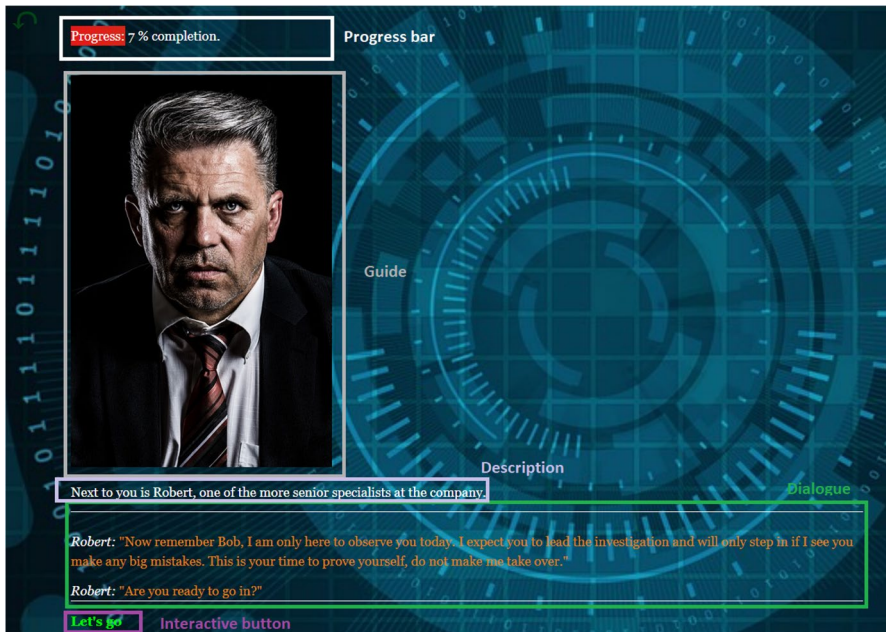 Progress: 7 % completion.
Progress bar
Guide
Description
Next to you is Robert, one of the more senior specialists at the company.
Dialogue
Robert: "Now remember Bob, I am only here to observe you today. I expect you to lead the investigation and will only step in if I see you
make any big mistakes. This is your time to prove yourself, do not make me take over."
Robert: "Are you ready to go in?"
Let's go
Interactive button